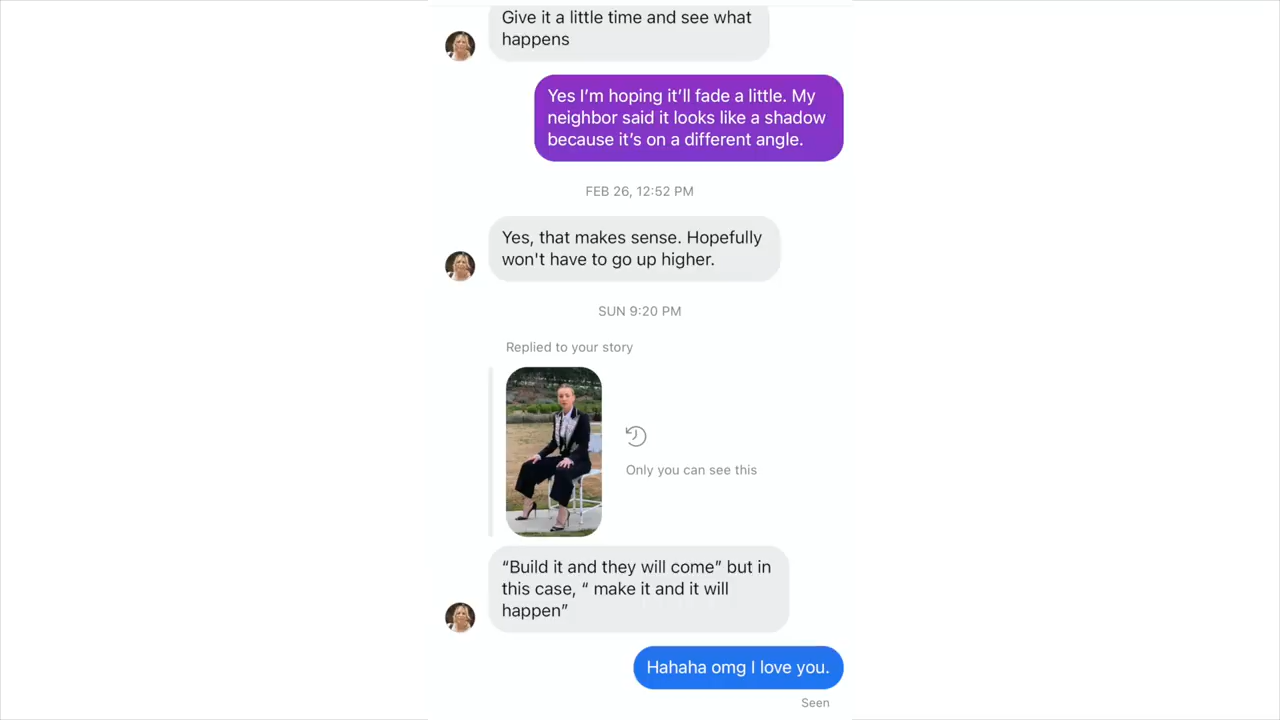 Give it a little time and see what
happens
Yes I’m hoping it’ll fade a little. My
neighbor said it looks like a shadow
because it’s on a different angle.
FEB 26, 12:52 PM
Yes, that makes sense. Hopefully
won't have to go up higher.
SUN 9:20 PM
Replied to your story
Only you can see this
“Build it and they will come” but in
this case, “ make it and it will
happen”
Hahaha omg I love you.
Seen